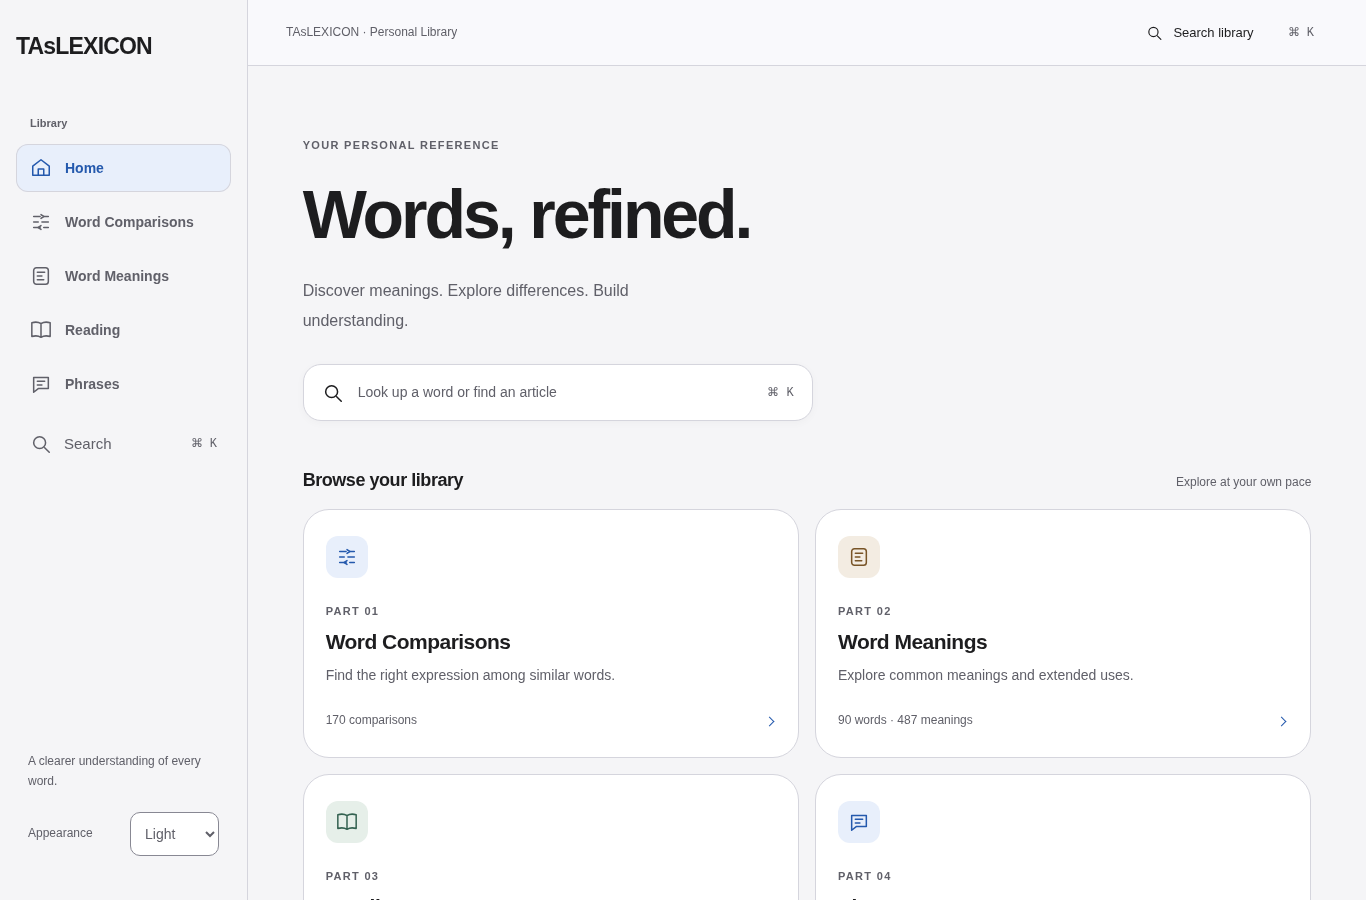 TAsLEXICON
Library
Home
Word Comparisons
Word Meanings
Reading
Phrases
Search ⌘ K
A clearer understanding of every
word.
Appearance
Light
TAsLEXICON · Personal Library
Search library ⌘ K
YOUR PERSONAL REFERENCE
Words, refined.
Discover meanings. Explore differences. Build
understanding.
Look up a word or find an article ⌘ K
Browse your library
Explore at your own pace
PART 01
Word Comparisons
Find the right expression among similar words.
170 comparisons
PART 02
Word Meanings
Explore common meanings and extended uses.
90 words · 487 meanings
PART 03
PART 04